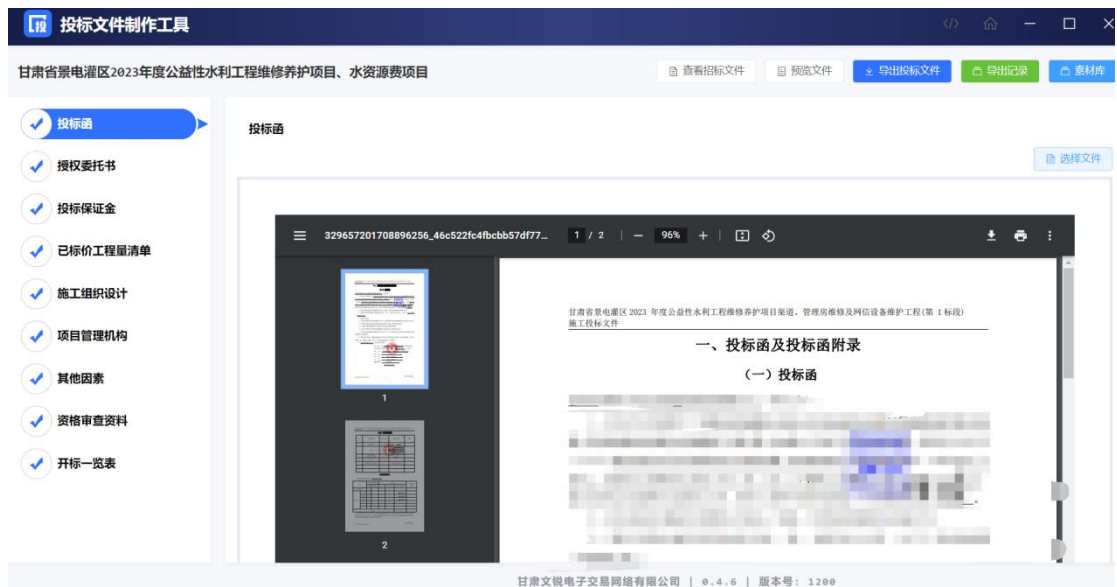 投标文件制作工具
甘肃省景电灌区2023年度公益性水利工程维修养护项目、水资源费项目
查看招标文件
预览文件
导出投标文件
导出记录
素材库
投标函
授权委托书
投标保证金
已标价工程量清单
施工组织设计
项目管理机构
其他因素
资格审查资料
开标一览表
投标函
选择文件
329657201708896256_46c522fc4fbcbb57df77...
1 / 2
96%
1
2
甘肃省景电灌区 2023 年度公益性水利工程维修养护项目渠道、管理房维修及网信设备维护工程(第 1 标段)
施工投标文件
一、投标函及投标函附录
（一）投标函
甘肃文锐电子交易网络有限公司 | 0.4.6 | 版本号: 1200